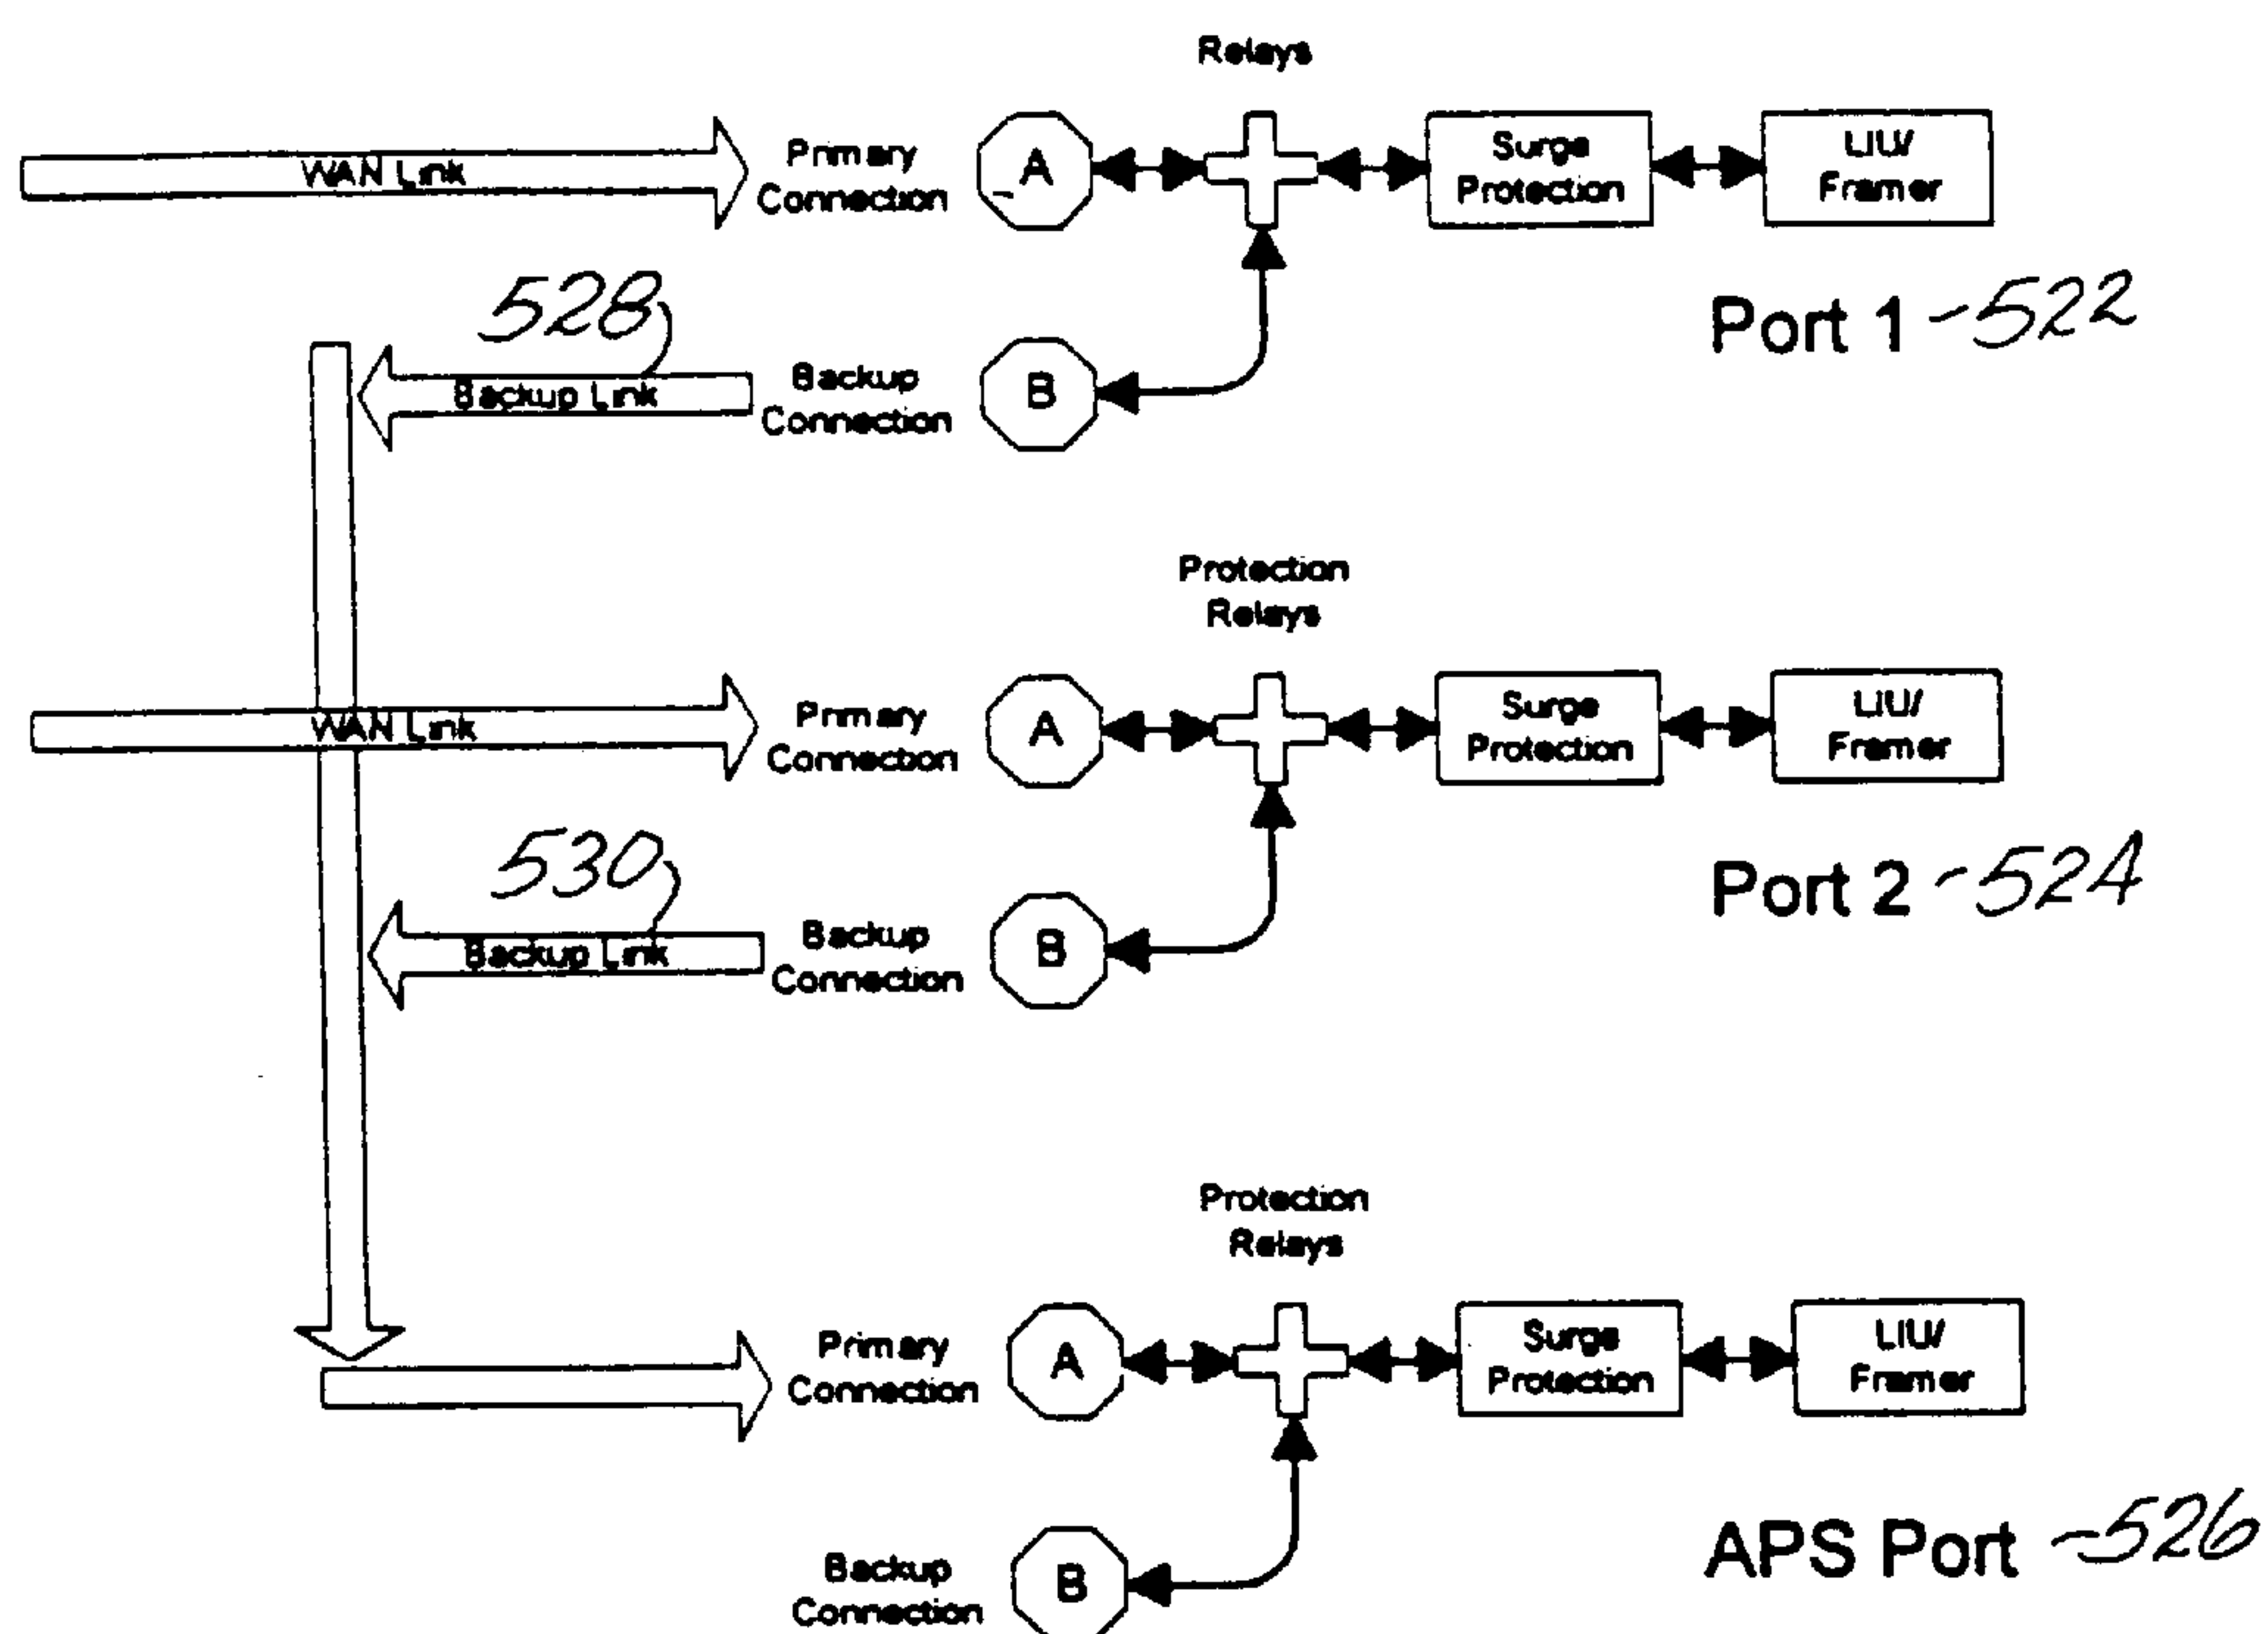 Relays
WAN Link
Primary
Connection
A
Surge
Protection
LIU/
Framer
528
Port 1 -522
Backup Link
Backup
Connection
B
Protection
Relays
WAN Link
Primary
Connection
A
Surge
Protection
LIU/
Framer
530
Port 2 -524
Backup Link
Backup
Connection
B
Protection
Relays
Primary
Connection
A
Surge
Protection
LIU/
Framer
APS Port -526
Backup
Connection
B